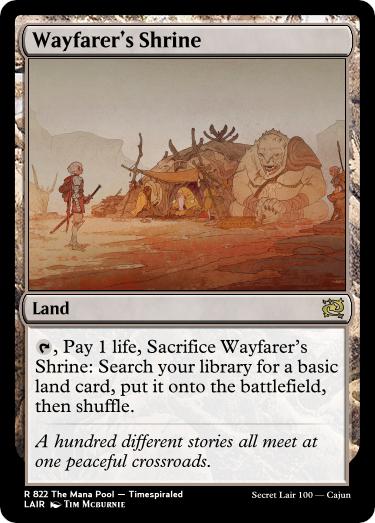 Wayfarer's Shrine
Land
, Pay 1 life, Sacrifice Wayfarer's
Shrine: Search your library for a basic
land card, put it onto the battlefield,
then shuffle.
A hundred different stories all meet at
one peaceful crossroads.
R 822 The Mana Pool — Timespiraled
Secret Lair 100 — Cajun
LAIR Tim McBurnie